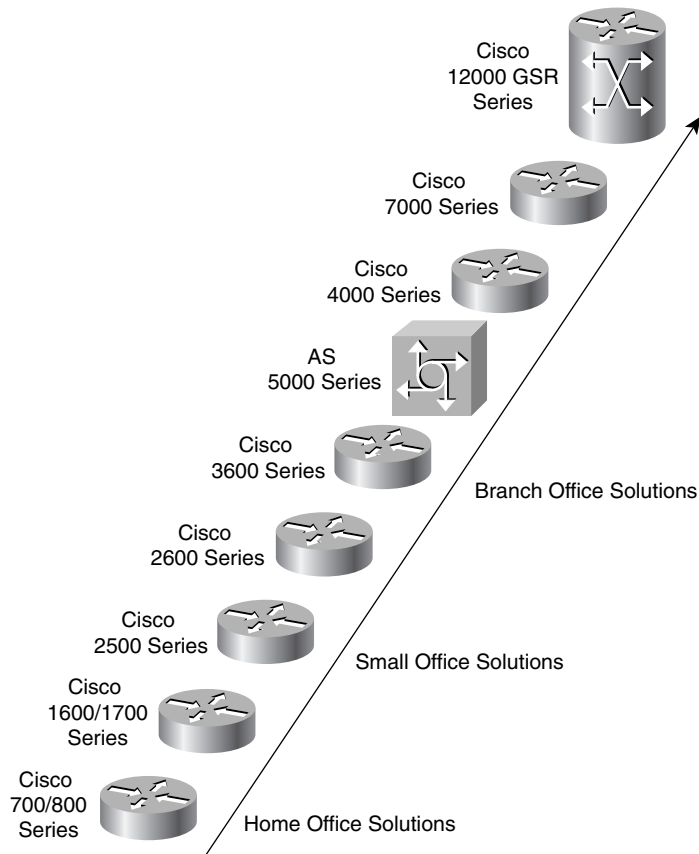 Cisco
12000 GSR
Series
Cisco
7000 Series
Cisco
4000 Series
AS
5000 Series
Cisco
3600 Series
Branch Office Solutions
Cisco
2600 Series
Cisco
2500 Series
Small Office Solutions
Cisco
1600/1700
Series
Cisco
700/800
Series
Home Office Solutions